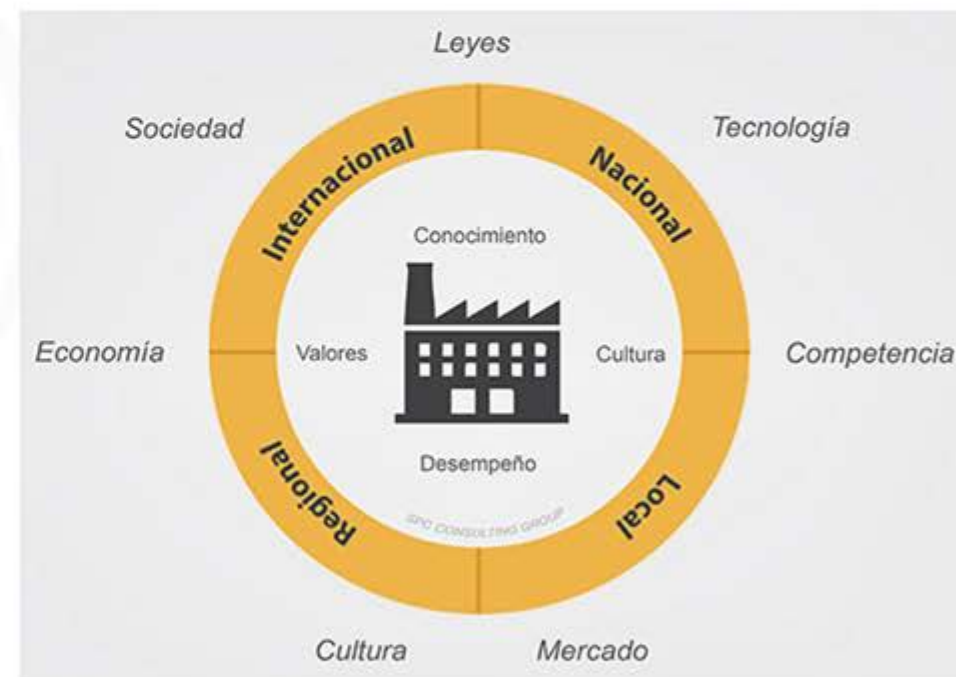 Leyes
Sociedad
Tecnología
Internacional
Nacional
Conocimiento
Economía
Valores
Cultura
Competencia
Desempeño
Regional
Local
SPC CONSULTING GROUP
Cultura
Mercado